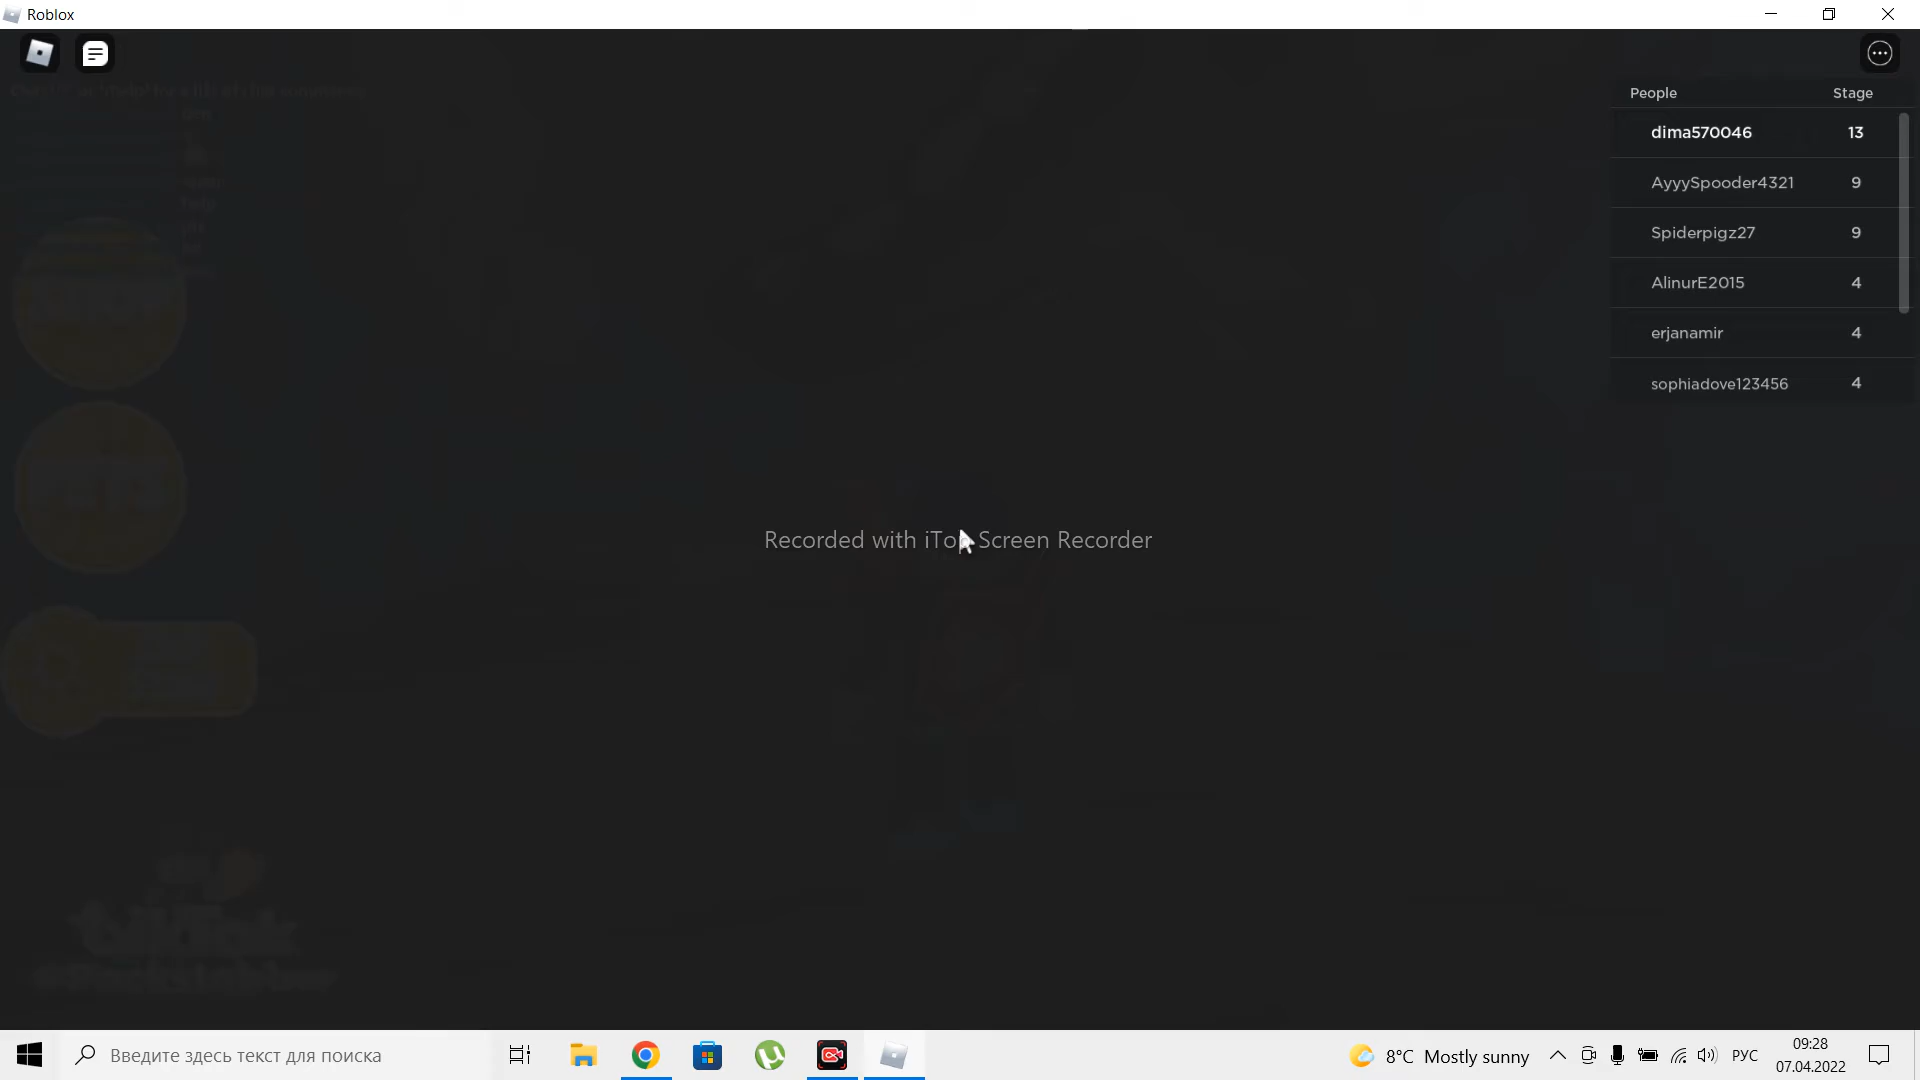 Roblox
People Stage
dima570046 13
AyyySpooder4321 9
Spiderpigz27 9
AlinurE2015 4
erjanamir 4
sophiadove123456 4
Recorded with iTop Screen Recorder
Введите здесь текст для поиска
8°C Mostly sunny
РУС
09:28
07.04.2022